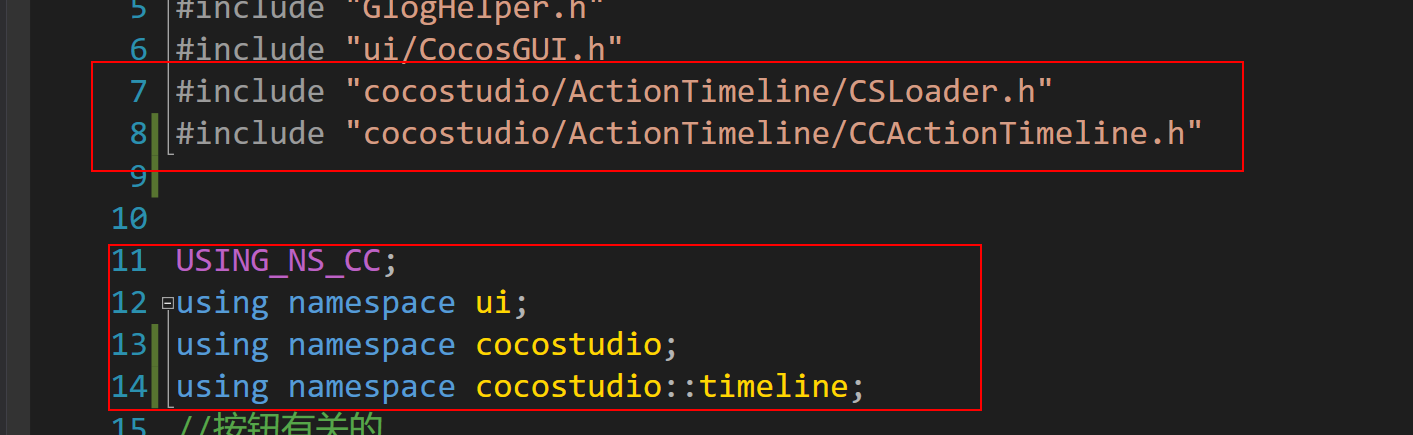 5 #include "GlogHelper.h"
6 #include "ui/CocosGUI.h"
7 #include "cocostudio/ActionTimeline/CSLoader.h"
8 #include "cocostudio/ActionTimeline/CCActionTimeline.h"
9
10
11 USING_NS_CC;
12 using namespace ui;
13 using namespace cocostudio;
14 using namespace cocostudio::timeline;
15 //按钮有关的